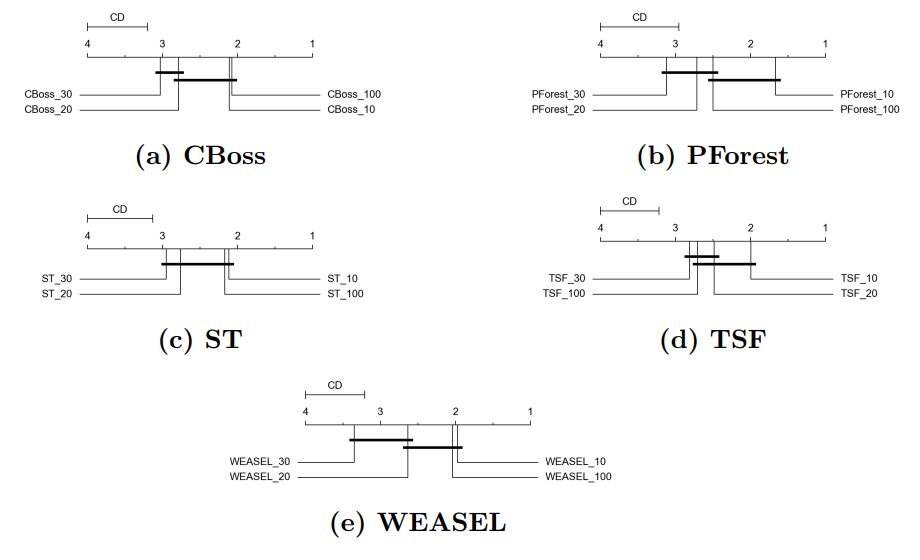 CD
4 3 2 1
CBoss_30 CBoss_100
CBoss_20 CBoss_10
(a) CBoss
CD
4 3 2 1
PForest_30 PForest_10
PForest_20 PForest_100
(b) PForest
CD
4 3 2 1
ST_30 ST_10
ST_20 ST_100
(c) ST
CD
4 3 2 1
TSF_30 TSF_10
TSF_100 TSF_20
(d) TSF
CD
4 3 2 1
WEASEL_30 WEASEL_10
WEASEL_20 WEASEL_100
(e) WEASEL